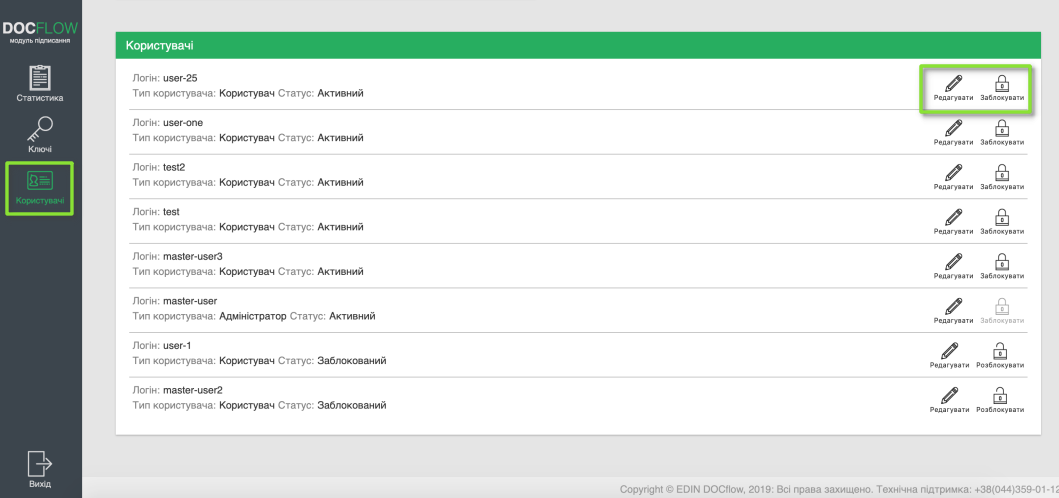 DOCFLOW
модуль підписання
Статистика
Ключі
Користувачі
Вихід
Користувачі
Логін: user-25
Тип користувача: Користувач Статус: Активний
Редагувати Заблокувати
Логін: user-one
Тип користувача: Користувач Статус: Активний
Редагувати Заблокувати
Логін: test2
Тип користувача: Користувач Статус: Активний
Редагувати Заблокувати
Логін: test
Тип користувача: Користувач Статус: Активний
Редагувати Заблокувати
Логін: master-user3
Тип користувача: Користувач Статус: Активний
Редагувати Заблокувати
Логін: master-user
Тип користувача: Адміністратор Статус: Активний
Редагувати Заблокувати
Логін: user-1
Тип користувача: Користувач Статус: Заблокований
Редагувати Розблокувати
Логін: master-user2
Тип користувача: Користувач Статус: Заблокований
Редагувати Розблокувати
Copyright © EDIN DOCflow, 2019: Всі права захищено. Технічна підтримка: +38(044)359-01-12